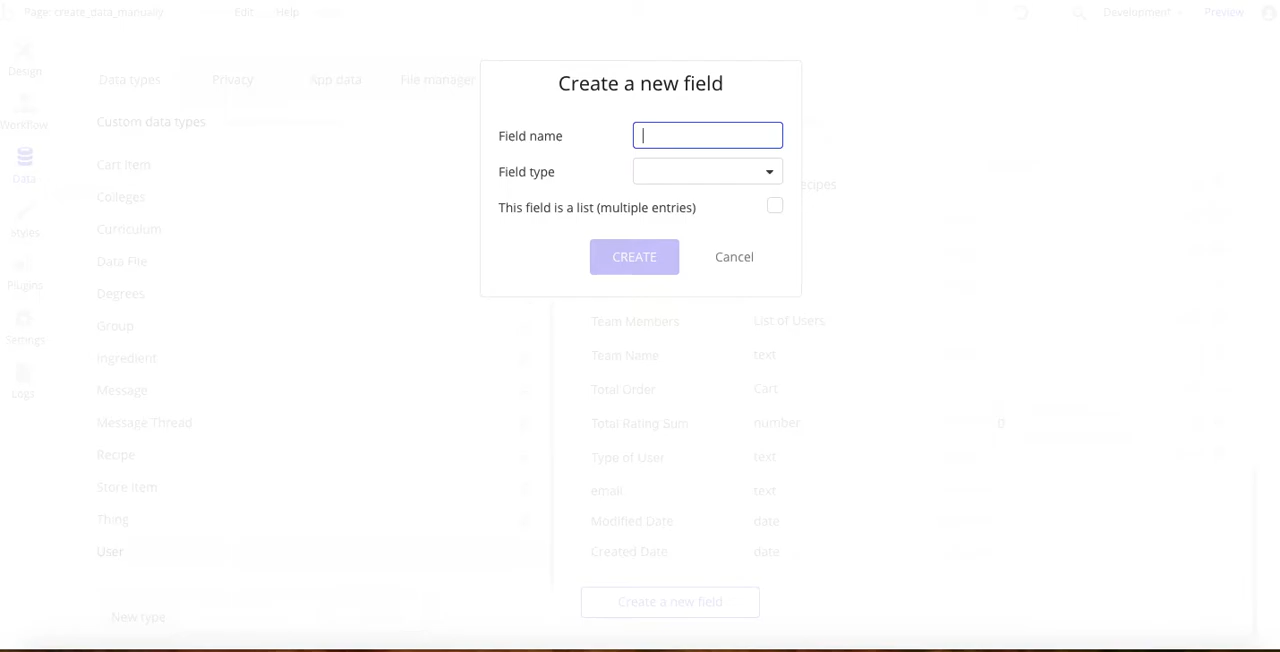 Page: create_data_manually
Edit
Help
Development
Preview
Design
Workflow
Data
Styles
Plugins
Settings
Logs
Data types
Privacy
App data
File manager
Custom data types
Cart Item
Colleges
Curriculum
Data File
Degrees
Group
Ingredient
Message
Message Thread
Recipe
Store Item
Thing
User
New type
Create a new field
Field name
Field type
This field is a list (multiple entries)
CREATE
Cancel
ecipes
Team Members List of Users
Team Name text
Total Order Cart
Total Rating Sum number 0
Type of User text
email text
Modified Date date
Created Date date
Create a new field